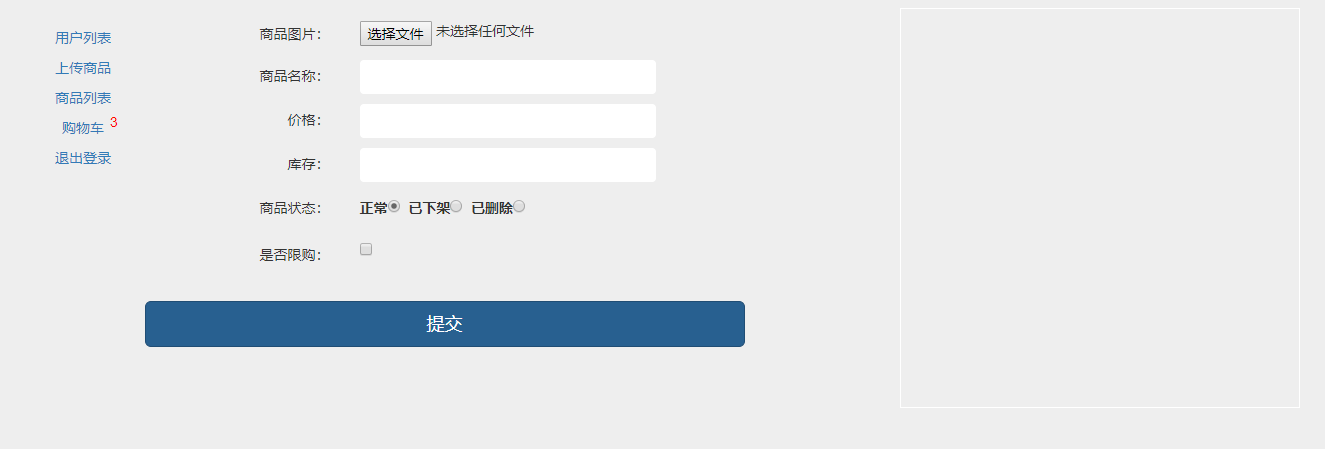 用户列表
上传商品
商品列表
购物车 3
退出登录
商品图片： 选择文件 未选择任何文件
商品名称：
价格：
库存：
商品状态： 正常 已下架 已删除
是否限购：
提交